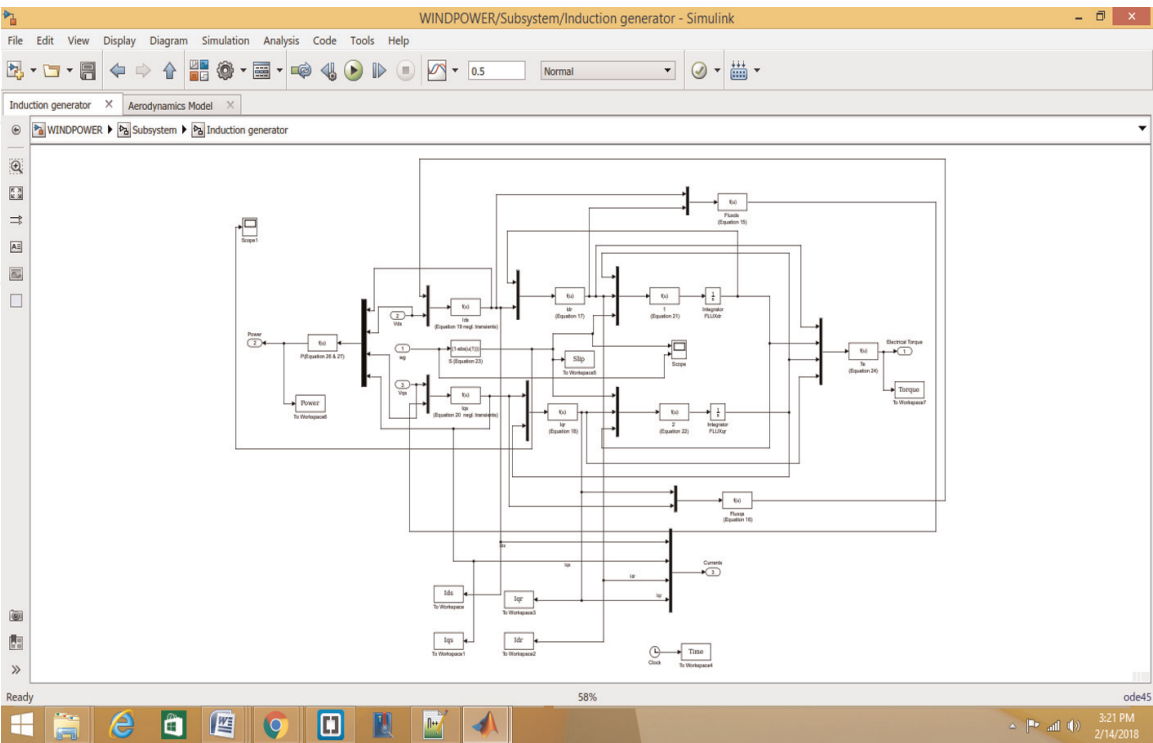 WINDPOWER/Subsystem/Induction generator - Simulink
File Edit View Display Diagram Simulation Analysis Code Tools Help
0.5 Normal
Induction generator Aerodynamics Model
WINDPOWER Subsystem Induction generator
f(u)
Fluxds
(Equation 15)
Scope1
f(u)
Ids
(Equation 19 negl. transients)
f(u)
Idr
(Equation 17)
f(u)
1
(Equation 21)
Integrator
FLUXdr
2
Vds
Power
2
f(u)
P(Equation 26 & 27)
1
wg
S (Equation 23)
Slip
To Workspace5
Scope
f(u)
Te
(Equation 24)
Electrical Torque
1
Torque
To Workspace7
3
Vqs
f(u)
Iqs
(Equation 20 negl. transients)
Power
To Workspace6
f(u)
Iqr
(Equation 18)
f(u)
2
(Equation 22)
Integrator
FLUXqr
f(u)
Fluxqs
(Equation 16)
Ids
Iqs
Idr
Iqr
Currents
3
Ids
To Workspace
Iqr
To Workspace3
Iqs
To Workspace1
Idr
To Workspace2
Clock
Time
To Workspace4
Ready 58% ode45
3:21 PM
2/14/2018